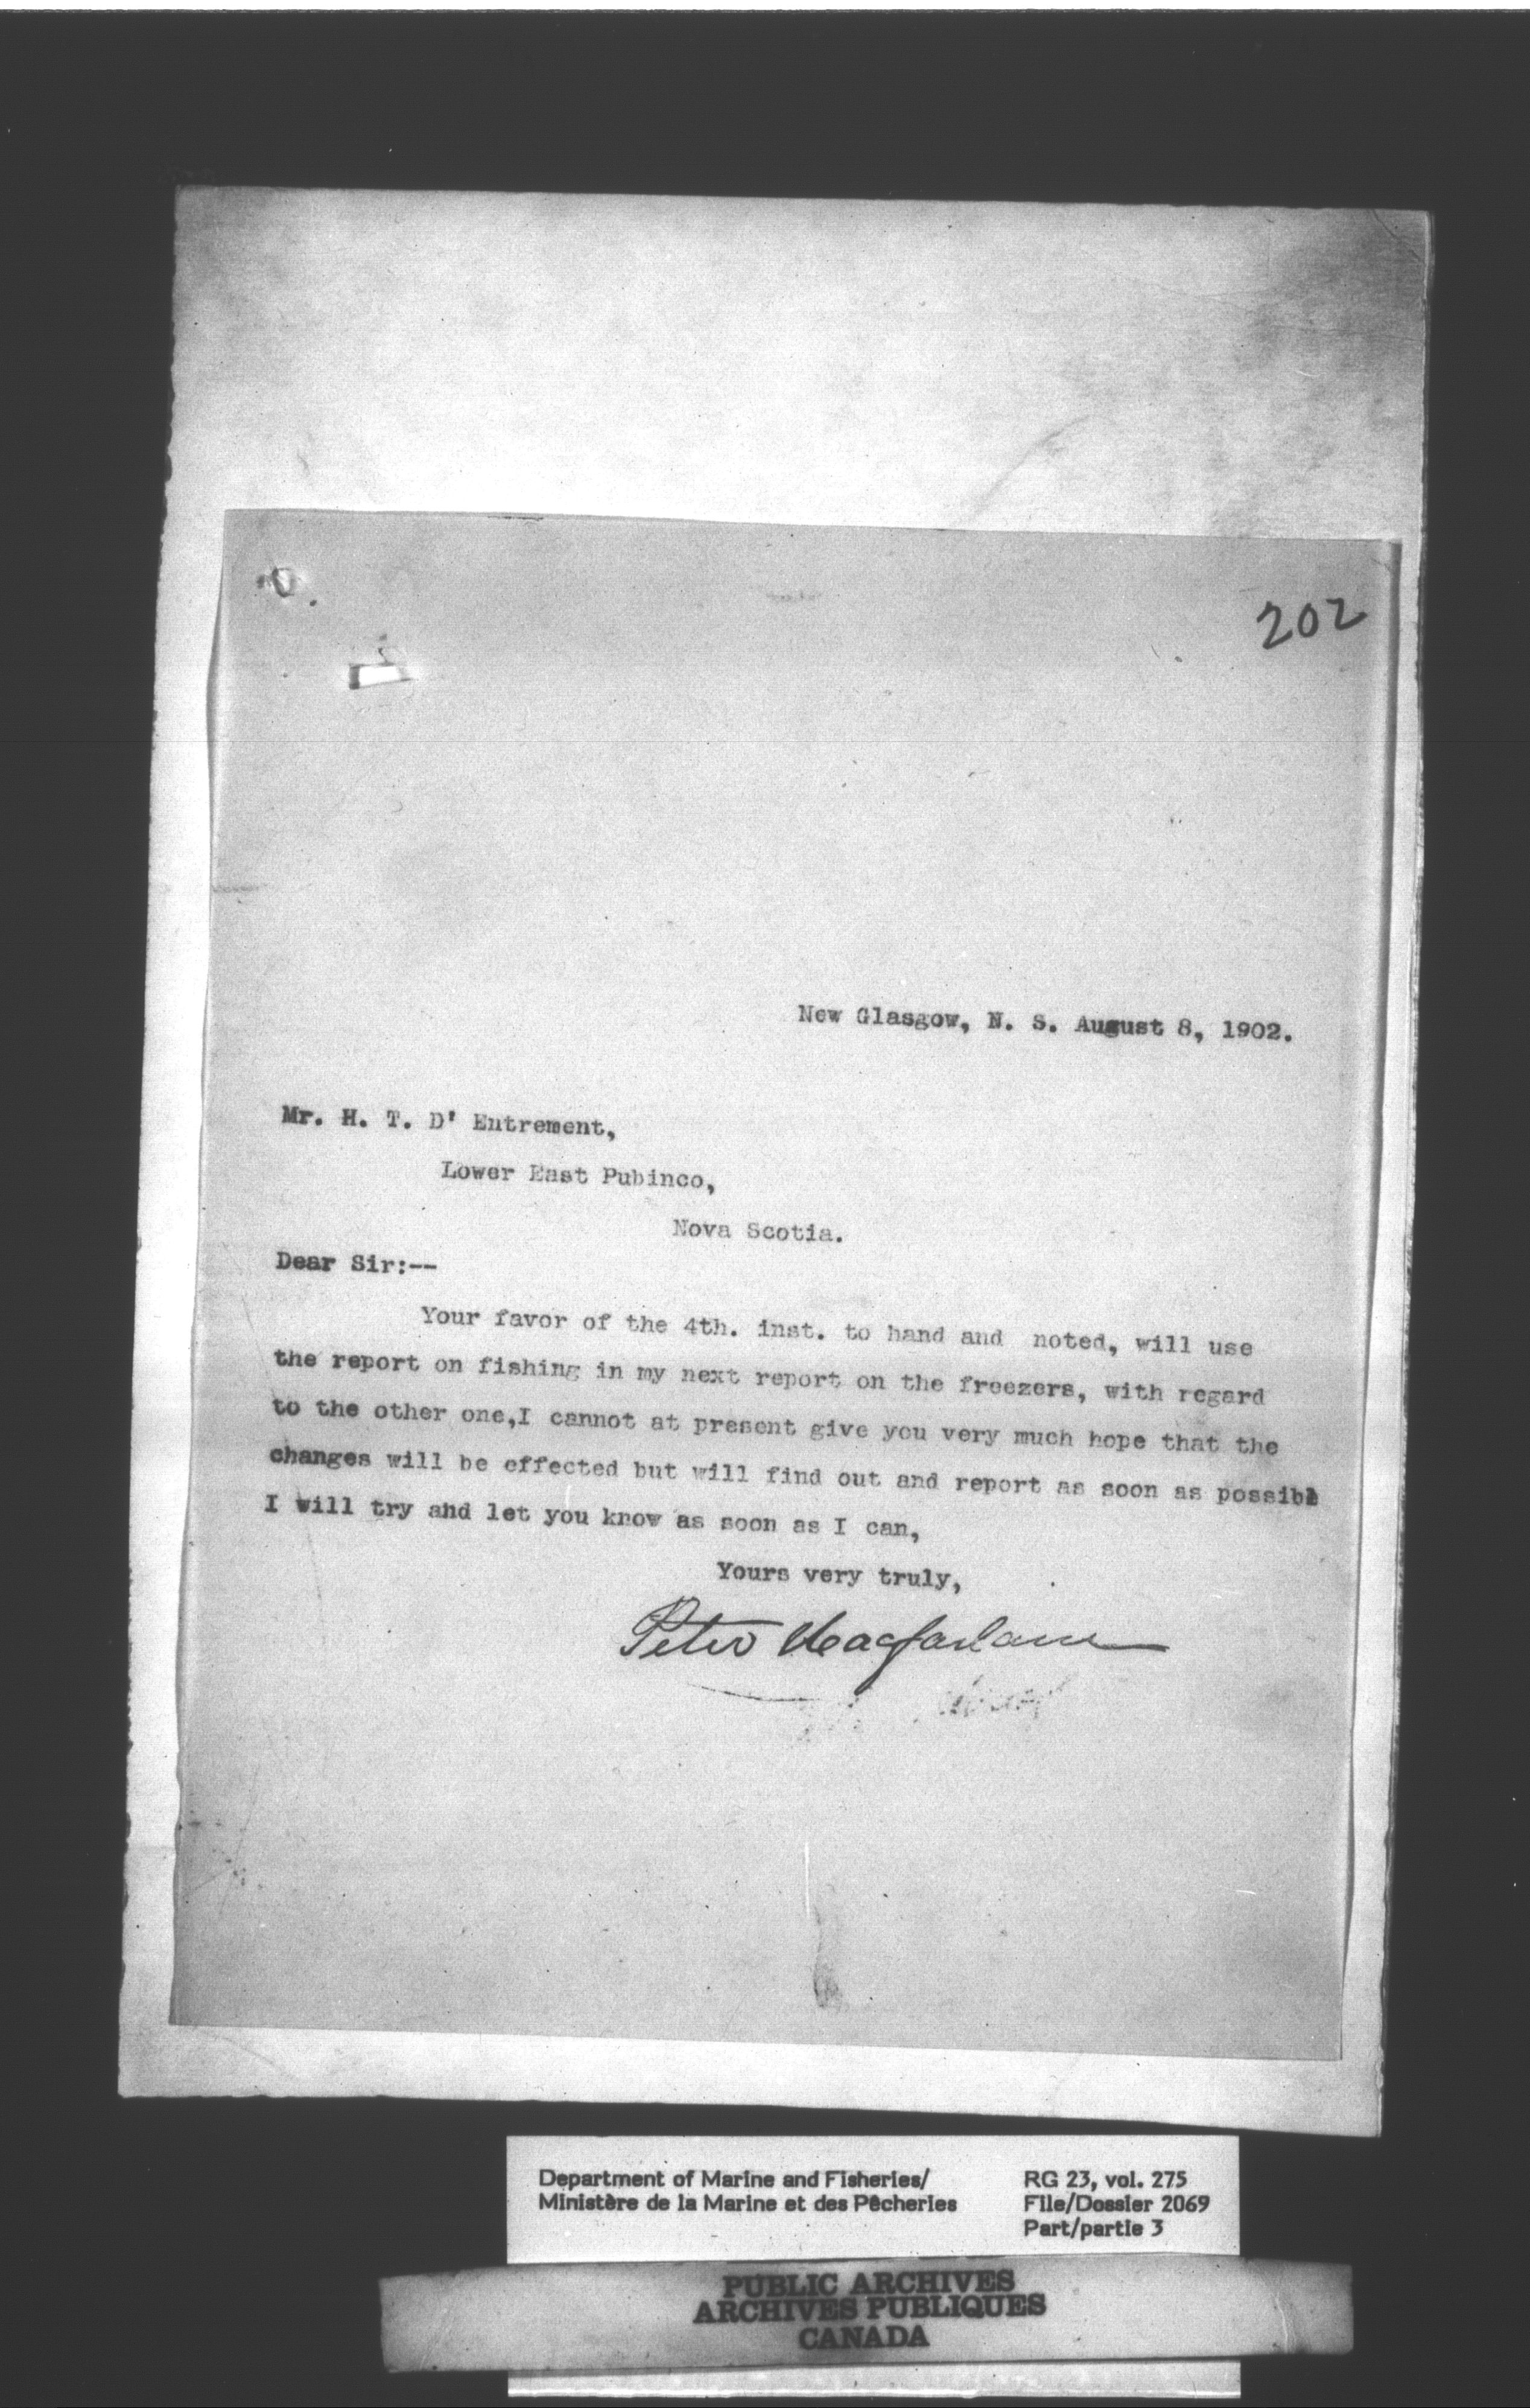 202
New Glasgow, N. S. August 8, 1902.
Mr. H. T. D' Entrement,
Lower East Pubinco,
Nova Scotia.
Dear Sir:--
Your favor of the 4th. inst. to hand and noted, will use
the report on fishing in my next report on the freezers, with regard
to the other one,I cannot at present give you very much hope that the
changes will be effected but will find out and report as soon as possibl
I will try and let you know as soon as I can,
Yours very truly,
Peter Macfarlane
Department of Marine and Fisheries/ RG 23, vol. 275
Ministère de la Marine et des Pêcheries File/Dossier 2069
Part/partie 3
PUBLIC ARCHIVES
ARCHIVES PUBLIQUES
CANADA